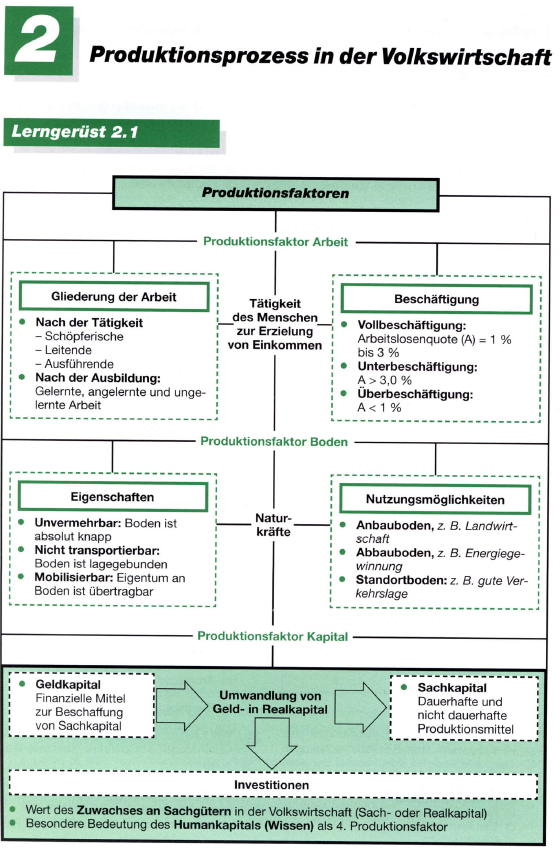 2
Produktionsprozess in der Volkswirtschaft
Lerngerüst 2.1
Produktionsfaktoren
Produktionsfaktor Arbeit
Gliederung der Arbeit
• Nach der Tätigkeit
– Schöpferische
– Leitende
– Ausführende
• Nach der Ausbildung:
Gelernte, angelernte und unge-
lernte Arbeit
Tätigkeit
des Menschen
zur Erzielung
von Einkommen
Beschäftigung
• Vollbeschäftigung:
Arbeitslosenquote (A) = 1 %
bis 3 %
• Unterbeschäftigung:
A > 3,0 %
• Überbeschäftigung:
A < 1 %
Produktionsfaktor Boden
Eigenschaften
• Unvermehrbar: Boden ist
absolut knapp
• Nicht transportierbar:
Boden ist lagegebunden
• Mobilisierbar: Eigentum an
Boden ist übertragbar
Natur-
kräfte
Nutzungsmöglichkeiten
• Anbauboden, z. B. Landwirt-
schaft
• Abbauboden, z. B. Energiege-
winnung
• Standortboden: z. B. gute Ver-
kehrslage
Produktionsfaktor Kapital
• Geldkapital
Finanzielle Mittel
zur Beschaffung
von Sachkapital
Umwandlung von
Geld- in Realkapital
• Sachkapital
Dauerhafte und
nicht dauerhafte
Produktionsmittel
Investitionen
• Wert des Zuwachses an Sachgütern in der Volkswirtschaft (Sach- oder Realkapital)
• Besondere Bedeutung des Humankapitals (Wissen) als 4. Produktionsfaktor